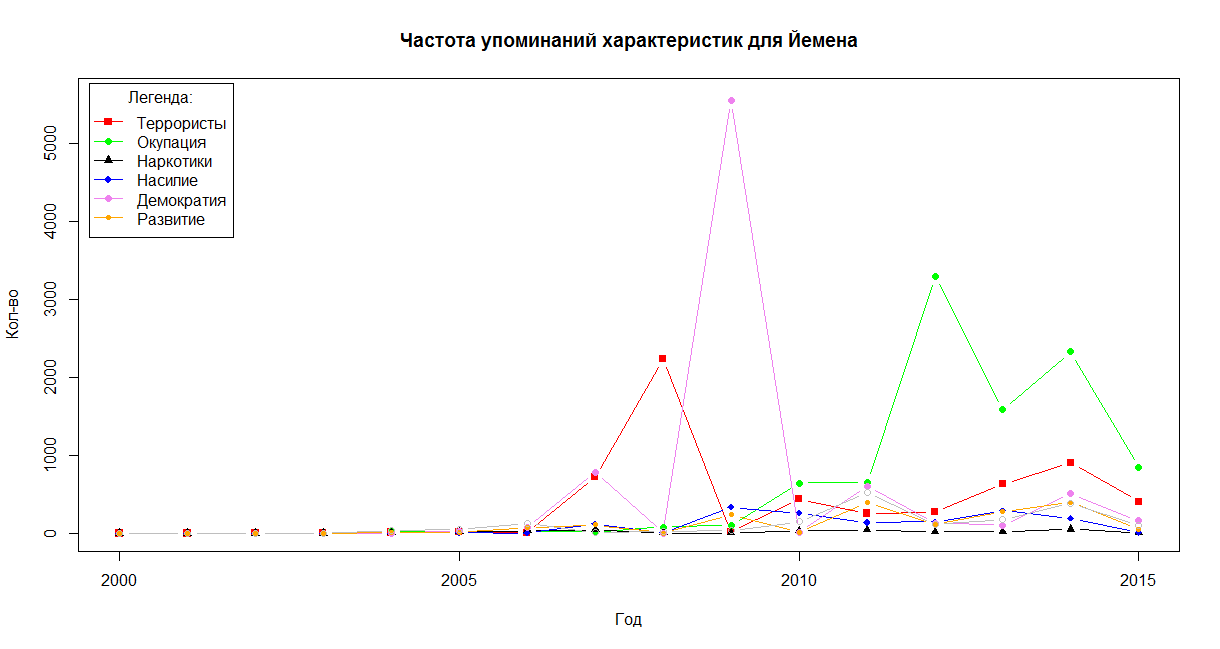 Частота упоминаний характеристик для Йемена
Легенда:
Террористы
Окупация
Наркотики
Насилие
Демократия
Развитие
Кол-во
5000
4000
3000
2000
1000
0
2000
2005
2010
2015
Год